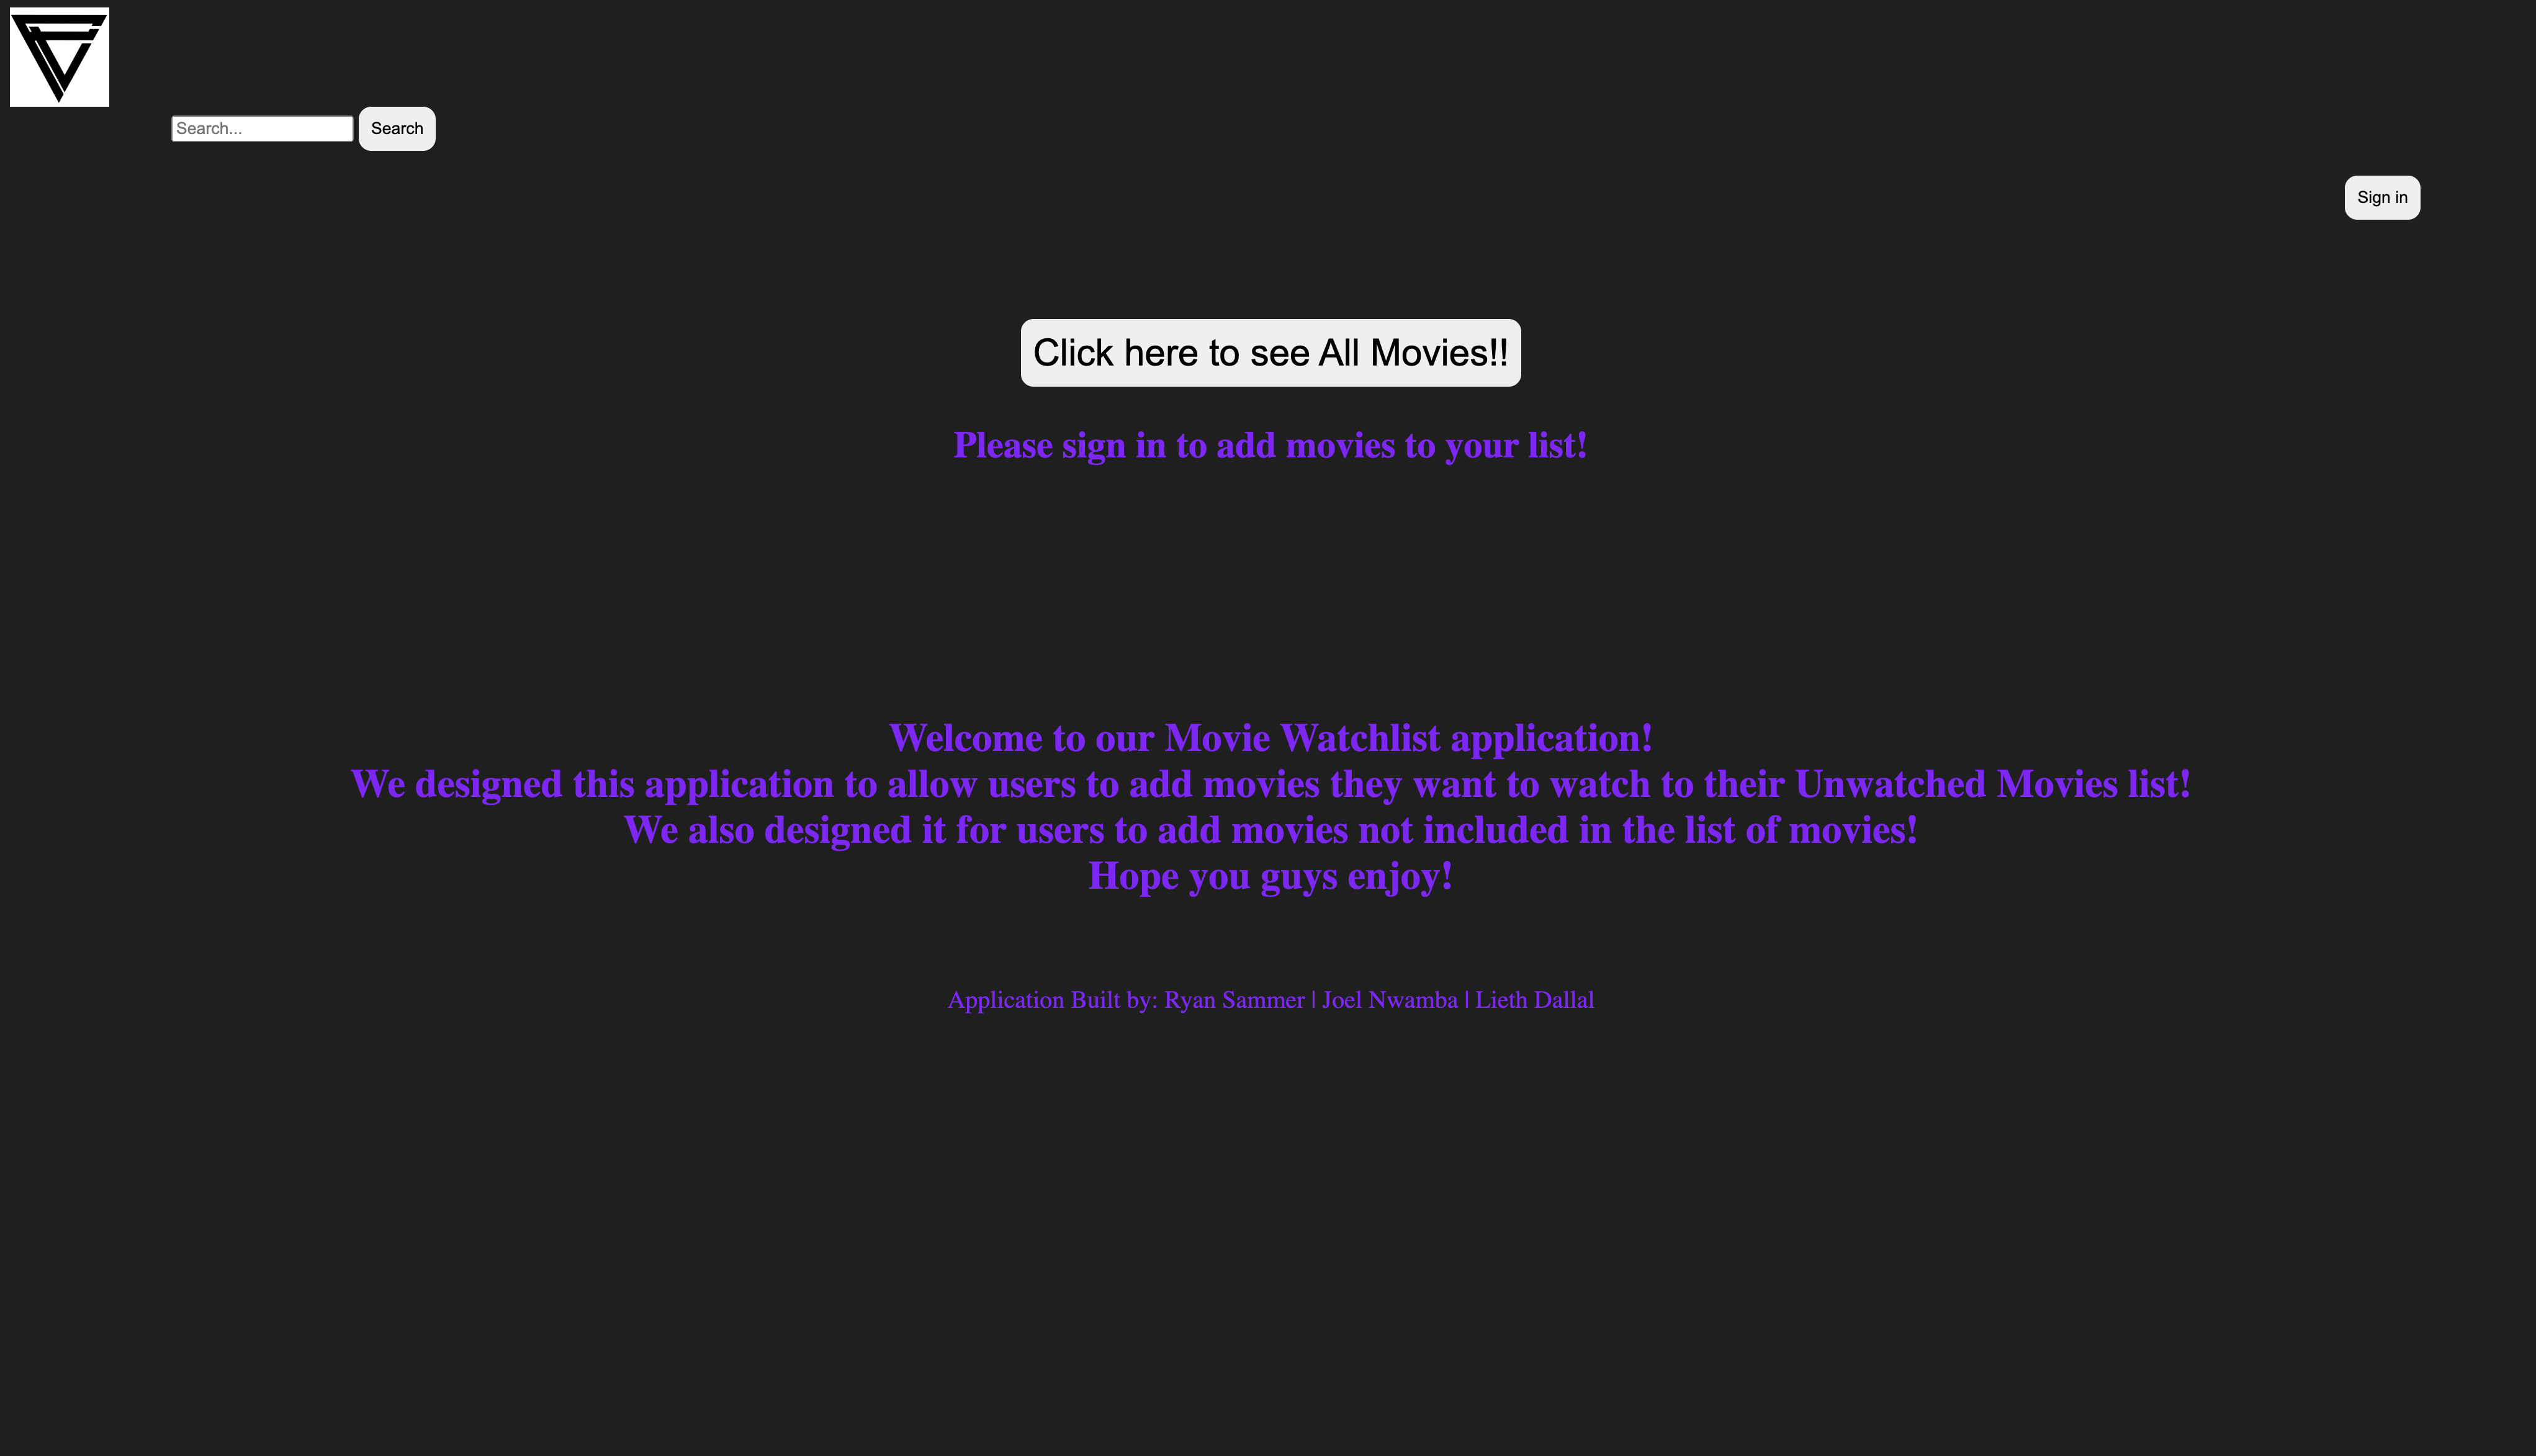 Search...
Search
Sign in
Click here to see All Movies!!
Please sign in to add movies to your list!
Welcome to our Movie Watchlist application!
We designed this application to allow users to add movies they want to watch to their Unwatched Movies list!
We also designed it for users to add movies not included in the list of movies!
Hope you guys enjoy!
Application Built by: Ryan Sammer | Joel Nwamba | Lieth Dallal